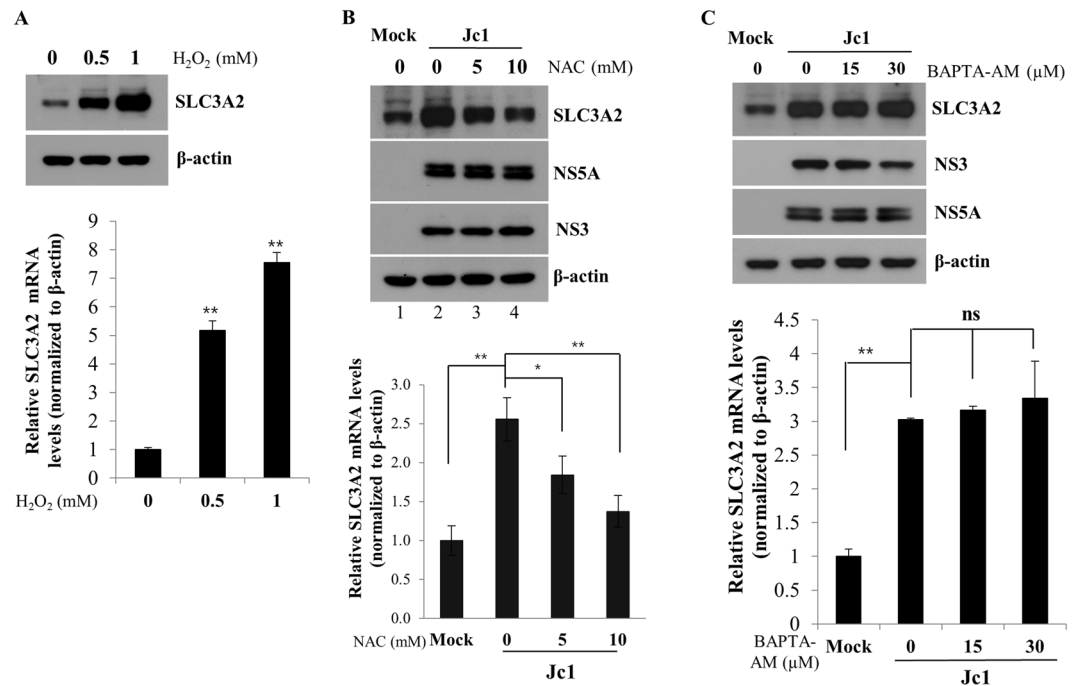 A
0 0.5 1 H₂O₂ (mM)
SLC3A2
β-actin
Relative SLC3A2 mRNA
levels (normalized to β-actin)
9
8
7
6
5
4
3
2
1
0
**
**
H₂O₂ (mM) 0 0.5 1
B
Mock Jc1
0 0 5 10 NAC (mM)
SLC3A2
NS5A
NS3
β-actin
1 2 3 4
Relative SLC3A2 mRNA levels
(normalized to β-actin)
3.0
2.5
2.0
1.5
1.0
0.5
0.0
** ** *
NAC (mM) Mock 0 5 10
Jc1
C
Mock Jc1
0 0 15 30 BAPTA-AM (µM)
SLC3A2
NS3
NS5A
β-actin
Relative SLC3A2 mRNA levels
(normalized to β-actin)
4.5
4
3.5
3
2.5
2
1.5
1
0.5
0
ns
**
BAPTA-
AM (µM)
Mock 0 15 30
Jc1